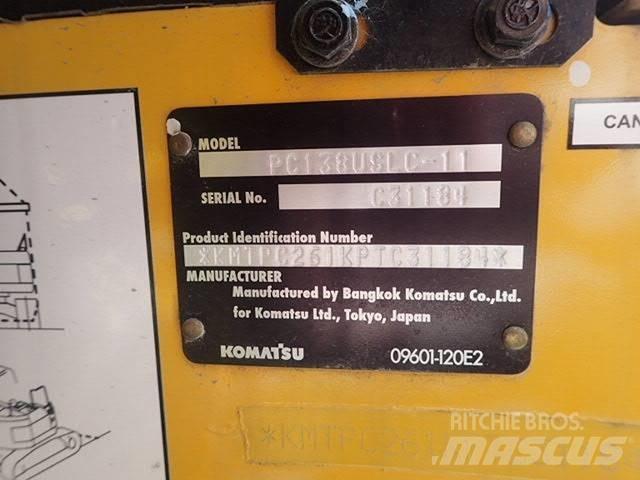 MODEL
PC138USLC-11
SERIAL No.
C31184
Product Identification Number
*KMTPC261KPTC31184*
MANUFACTURER
Manufactured by Bangkok Komatsu Co.,Ltd.
for Komatsu Ltd., Tokyo, Japan
KOMATSU
09601-120E2
CAN
*KMTPC261
RITCHIE BROS.
MASCUS